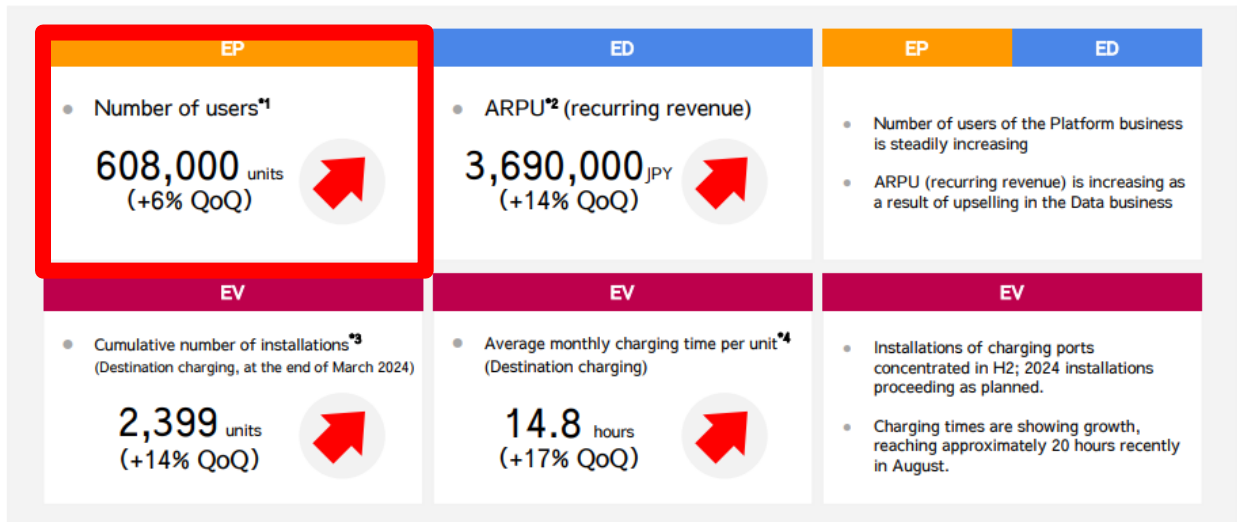 EP
● Number of users*1
608,000 units
(+6% QoQ)
ED
● ARPU*2 (recurring revenue)
3,690,000 JPY
(+14% QoQ)
EP ED
● Number of users of the Platform business
is steadily increasing
● ARPU (recurring revenue) is increasing as
a result of upselling in the Data business
EV
● Cumulative number of installations*3
(Destination charging, at the end of March 2024)
2,399 units
(+14% QoQ)
EV
● Average monthly charging time per unit*4
(Destination charging)
14.8 hours
(+17% QoQ)
EV
● Installations of charging ports
concentrated in H2; 2024 installations
proceeding as planned.
● Charging times are showing growth,
reaching approximately 20 hours recently
in August.